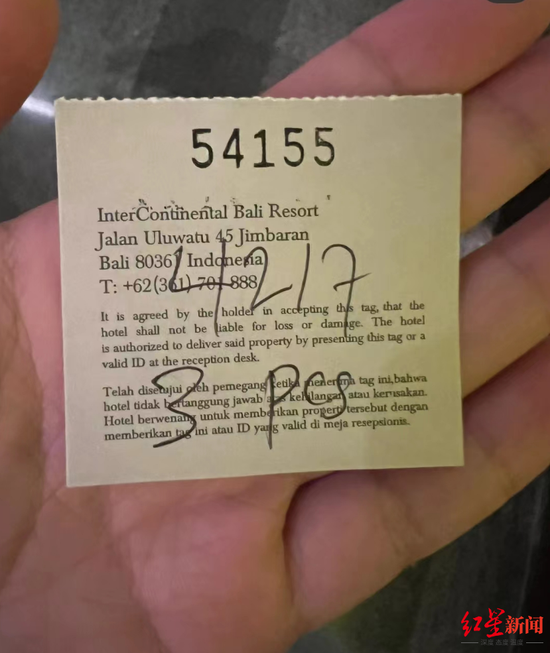 54155
InterContinental Bali Resort
Jalan Uluwatu 45 Jimbaran
Bali 80361 Indonesia
T: +62(361) 701 888
4217
It is agreed by the holder in accepting this tag, that the
hotel shall not be liable for loss or damage. The hotel
is authorized to deliver said property by presenting this tag or a
valid ID at the reception desk.
Telah disetujui oleh pemegang ketika menerima tag ini,bahwa
hotel tidak bertanggung jawab atas kehilangan atau kerusakan.
3 pcs
Hotel berwenang untuk memberikan property tersebut dengan
memberikan tag ini atau ID yang valid di meja resepsionis.
红星新闻